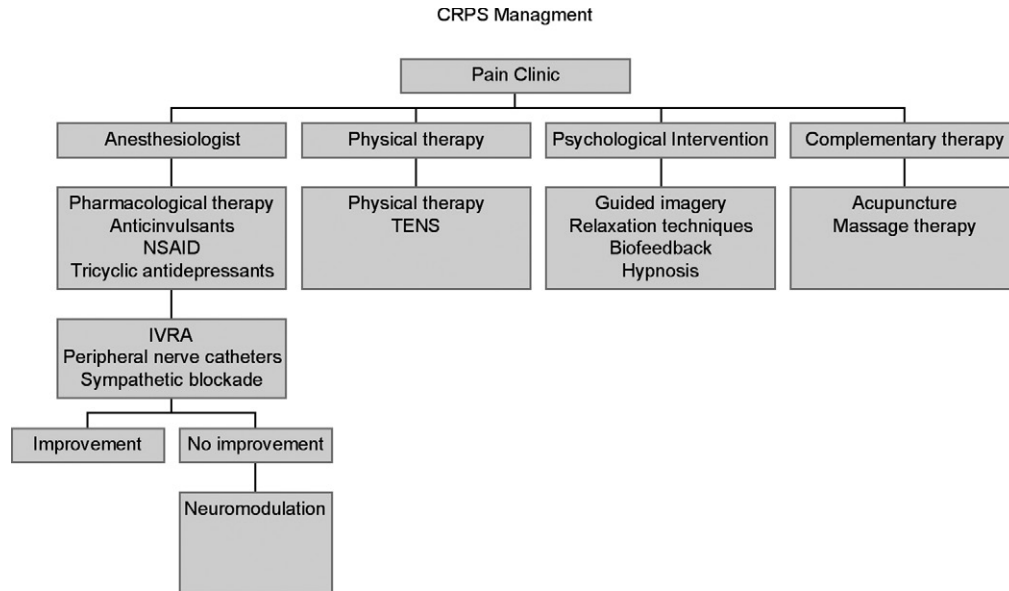 CRPS Managment
Pain Clinic
Anesthesiologist
Physical therapy
Psychological Intervention
Complementary therapy
Pharmacological therapy
Anticinvulsants
NSAID
Tricyclic antidepressants
Physical therapy
TENS
Guided imagery
Relaxation techniques
Biofeedback
Hypnosis
Acupuncture
Massage therapy
IVRA
Peripheral nerve catheters
Sympathetic blockade
Improvement
No improvement
Neuromodulation